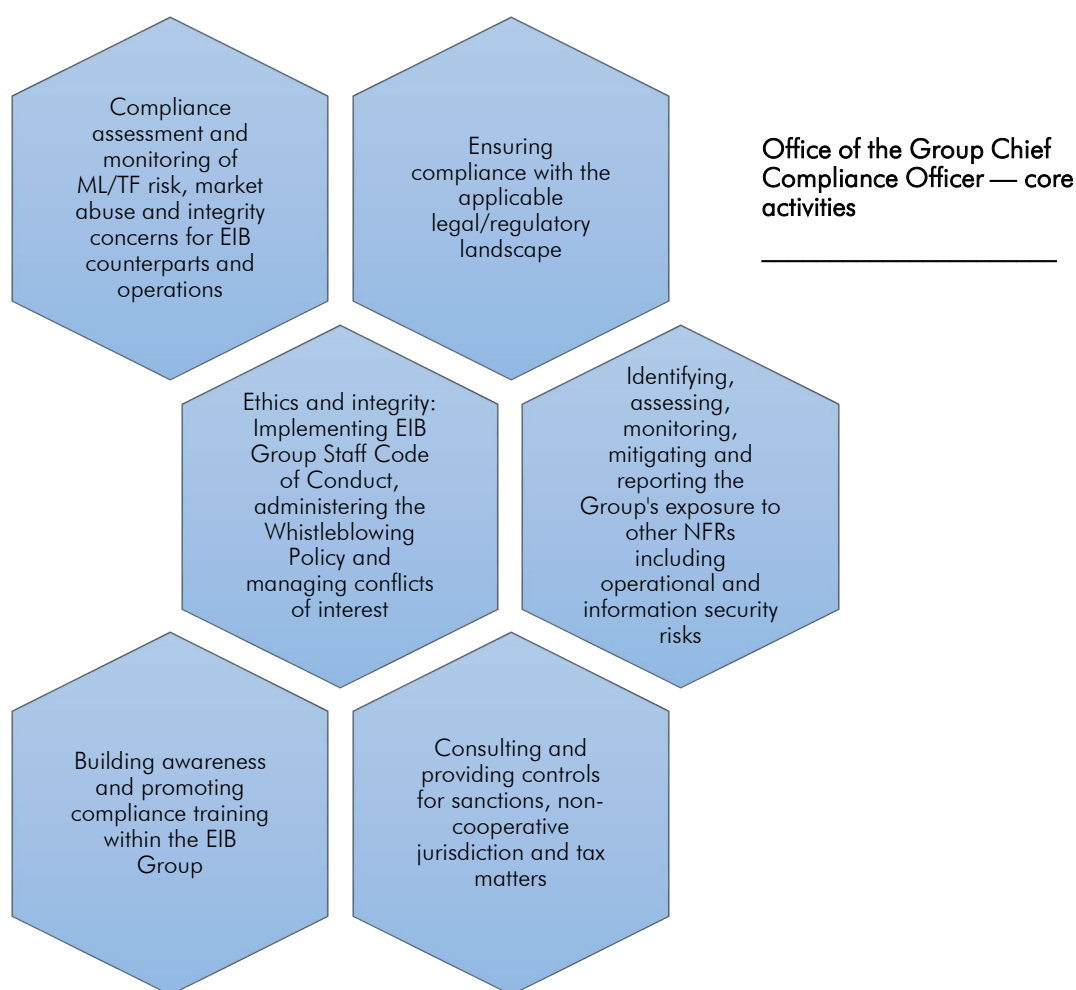 Compliance
assessment and
monitoring of
ML/TF risk, market
abuse and integrity
concerns for EIB
counterparts and
operations
Ensuring
compliance with the
applicable
legal/regulatory
landscape
Office of the Group Chief
Compliance Officer — core
activities
Ethics and integrity:
Implementing EIB
Group Staff Code
of Conduct,
administering the
Whistleblowing
Policy and
managing conflicts
of interest
Identifying,
assessing,
monitoring,
mitigating and
reporting the
Group's exposure to
other NFRs
including
operational and
information security
risks
Building awareness
and promoting
compliance training
within the EIB
Group
Consulting and
providing controls
for sanctions, non-
cooperative
jurisdiction and tax
matters